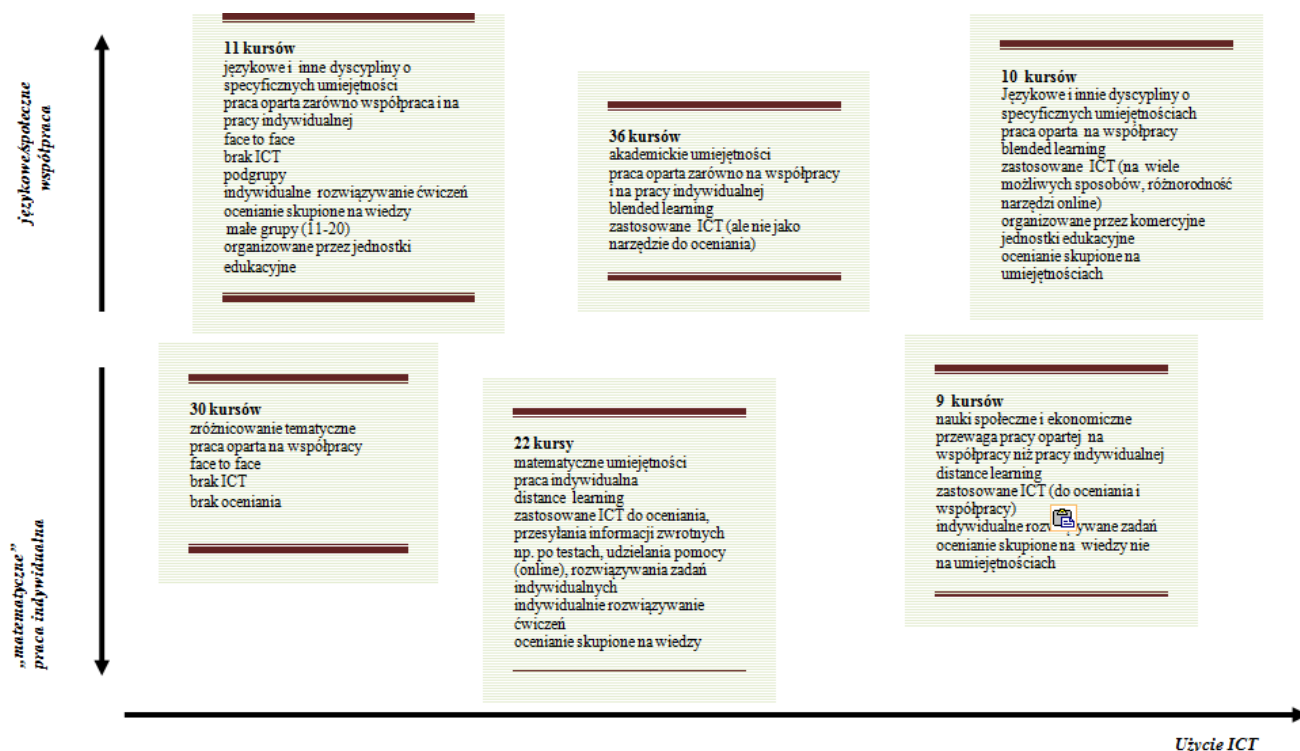 językowe/społeczne
współpraca
11 kursów
językowe i inne dyscypliny o
specyficznych umiejętności
praca oparta zarówno współpraca i na
pracy indywidualnej
face to face
brak ICT
podgrupy
indywidualne rozwiązywanie ćwiczeń
ocenianie skupione na wiedzy
małe grupy (11-20)
organizowane przez jednostki
edukacyjne
36 kursów
akademickie umiejętności
praca oparta zarówno na współpracy
i na pracy indywidualnej
blended learning
zastosowane ICT (ale nie jako
narzędzie do oceniania)
10 kursów
Językowe i innie dyscypliny o
specyficznych umiejętnościach
praca oparta na współpracy
blended learning
zastosowane ICT (na wiele
możliwych sposobów, różnorodność
narzędzi online)
organizowane przez komercyjne
jednostki edukacyjne
ocenianie skupione na
umiejętnościach
„matematyczne”
praca indywidualna
30 kursów
zróżnicowanie tematyczne
praca oparta na współpracy
face to face
brak ICT
brak oceniania
22 kursy
matematyczne umiejętności
praca indywidualna
distance learning
zastosowane ICT do oceniania,
przesyłania informacji zwrotnych
np. po testach, udzielania pomocy
(online), rozwiązywania zadań
indywidualnych
indywidualnie rozwiązywanie
ćwiczeń
ocenianie skupione na wiedzy
9 kursów
nauki społeczne i ekonomiczne
przewaga pracy opartej na
współpracy niż pracy indywidualnej
distance learning
zastosowane ICT (do oceniania i
współpracy)
indywidualne zadań
ocenianie skupione na wiedzy nie
na umiejętnościach
Użycie ICT